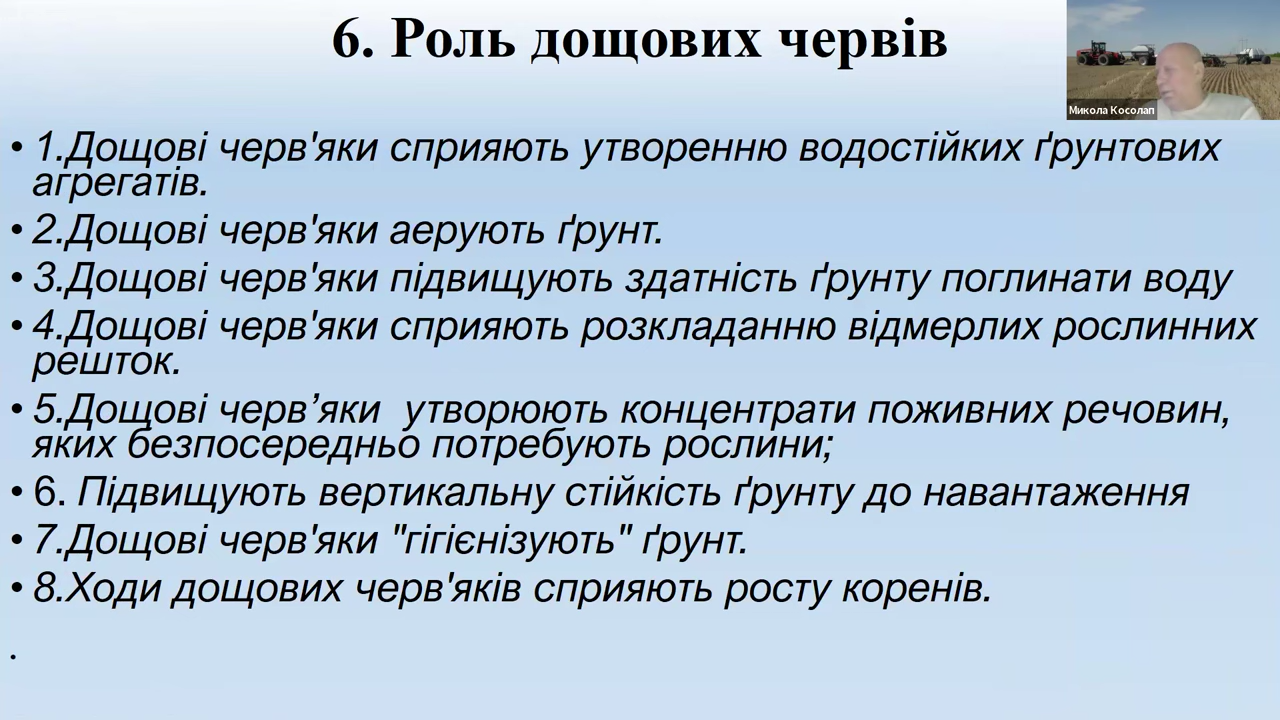 6. Роль дощових червів
Микола Косолап
• 1.Дощові черв'яки сприяють утворенню водостійких ґрунтових
агрегатів.
• 2.Дощові черв'яки аерують ґрунт.
• 3.Дощові черв'яки підвищують здатність ґрунту поглинати воду
• 4.Дощові черв'яки сприяють розкладанню відмерлих рослинних
решток.
• 5.Дощові черв’яки  утворюють концентрати поживних речовин,
яких безпосередньо потребують рослини;
• 6. Підвищують вертикальну стійкість ґрунту до навантаження
• 7.Дощові черв'яки "гігієнізують" ґрунт.
• 8.Ходи дощових черв'яків сприяють росту коренів.
.